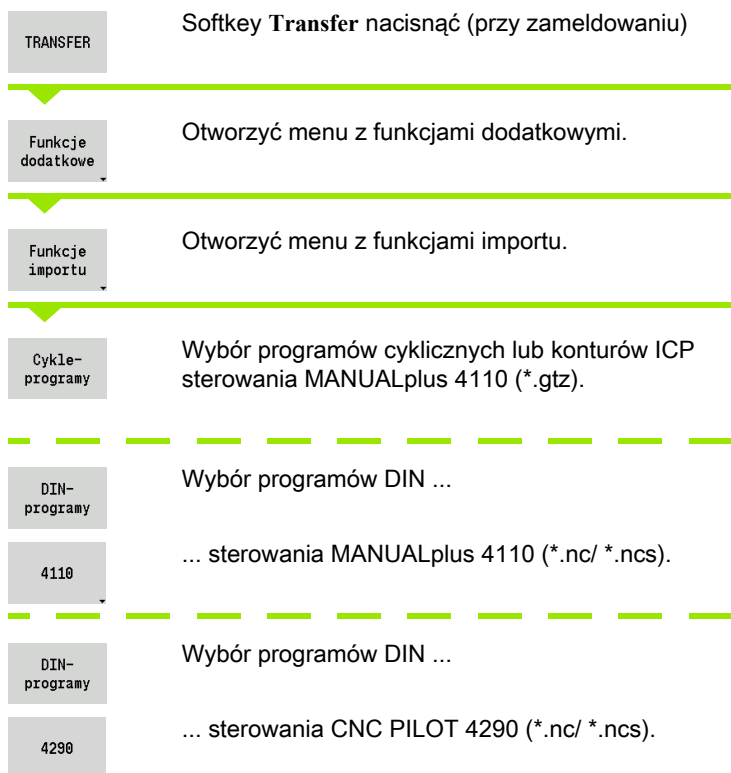 TRANSFER
Softkey Transfer nacisnąć (przy zameldowaniu)
Funkcje
dodatkowe
Otworzyć menu z funkcjami dodatkowymi.
Funkcje
importu
Otworzyć menu z funkcjami importu.
Cykle-
programy
Wybór programów cyklicznych lub konturów ICP
sterowania MANUALplus 4110 (*.gtz).
DIN-
programy
Wybór programów DIN ...
4110
... sterowania MANUALplus 4110 (*.nc/ *.ncs).
DIN-
programy
Wybór programów DIN ...
4290
... sterowania CNC PILOT 4290 (*.nc/ *.ncs).